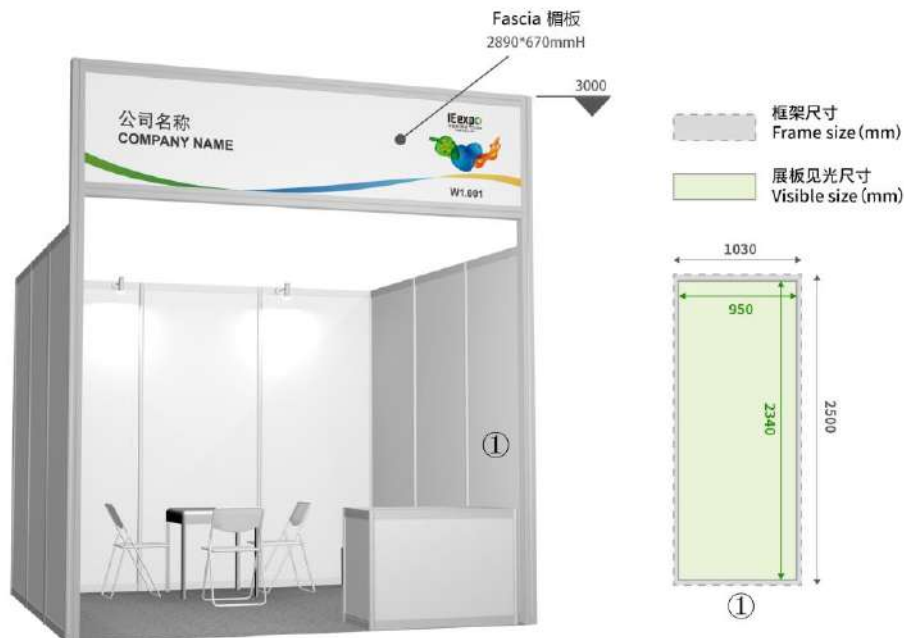 Fascia 楣板
2890*670mmH
3000
公司名称
COMPANY NAME
IEexpo
W1.001
框架尺寸
Frame size(mm)
展板见光尺寸
Visible size(mm)
1030
950
2340
2500
①
①